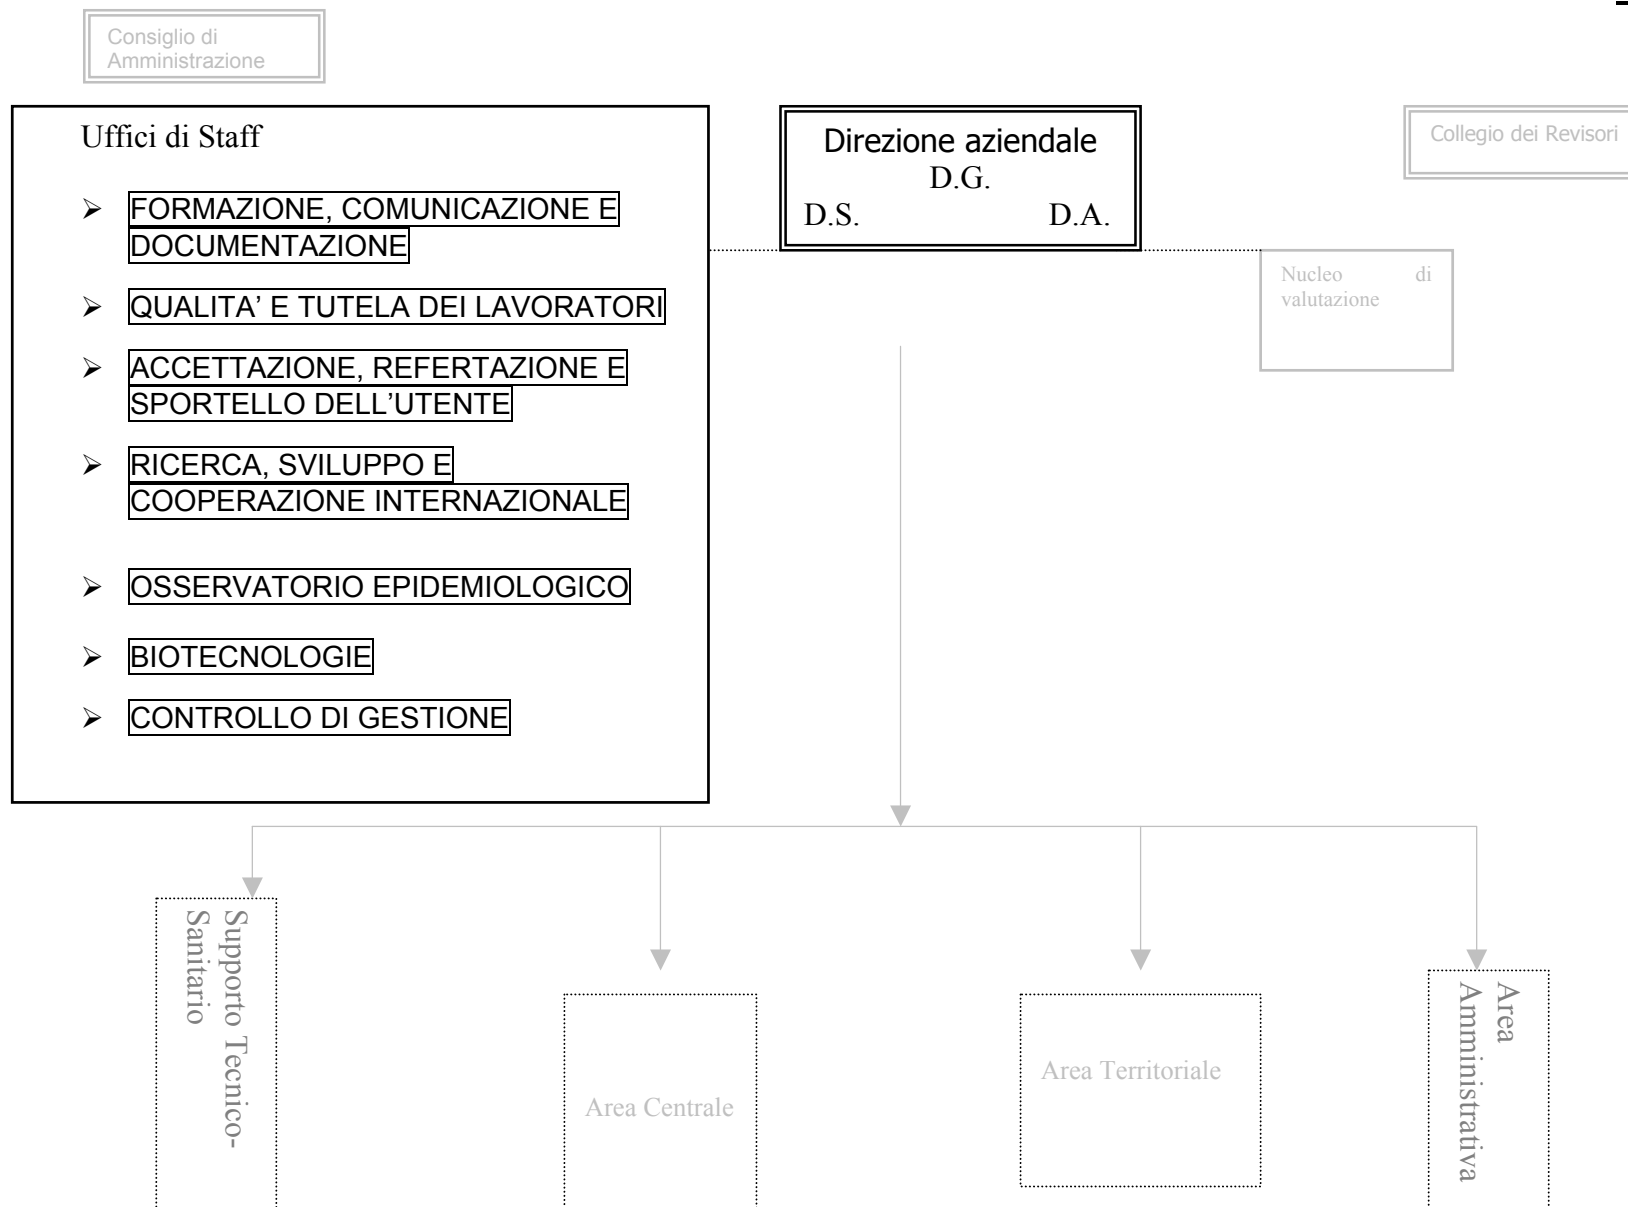 Consiglio di
Amministrazione
Uffici di Staff
➢ FORMAZIONE, COMUNICAZIONE E
DOCUMENTAZIONE
➢ QUALITA’ E TUTELA DEI LAVORATORI
➢ ACCETTAZIONE, REFERTAZIONE E
SPORTELLO DELL’UTENTE
➢ RICERCA, SVILUPPO E
COOPERAZIONE INTERNAZIONALE
➢ OSSERVATORIO EPIDEMIOLOGICO
➢ BIOTECNOLOGIE
➢ CONTROLLO DI GESTIONE
Direzione aziendale
D.G.
D.S. D.A.
Collegio dei Revisori
Nucleo di
valutazione
Supporto Tecnico-
Sanitario
Area Centrale
Area Territoriale
Area
Amministrativa